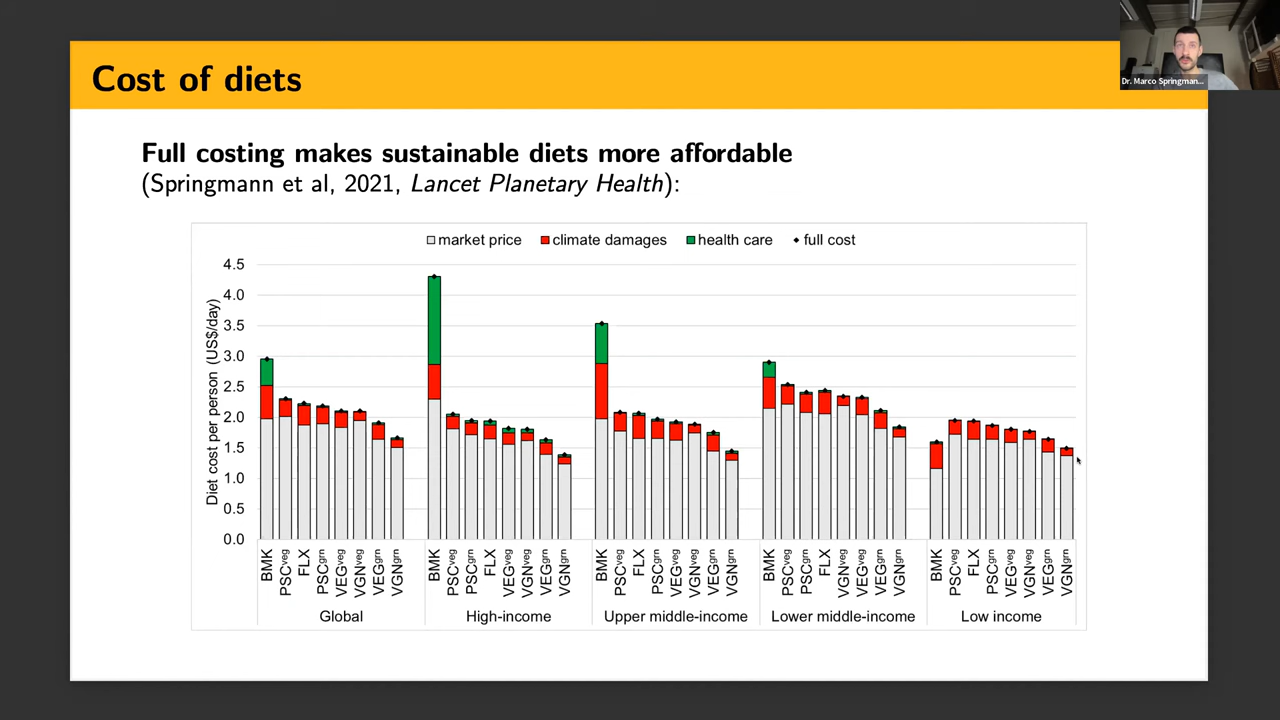 Cost of diets
Dr. Marco Springman...
Full costing makes sustainable diets more affordable
(Springmann et al, 2021, Lancet Planetary Health):
market price climate damages health care full cost
Diet cost per person (US$/day)
4.5
4.0
3.5
3.0
2.5
2.0
1.5
1.0
0.5
0.0
BMK PSCveg FLX PSCgrn VEGveg VGNveg VEGgrn VGNgrn
BMK PSCveg PSCgrn FLX VEGveg VGNveg VEGgrn VGNgrn
BMK PSCveg FLX PSCgrn VEGveg VGNveg VEGgrn VGNgrn
BMK PSCveg PSCgrn FLX VGNveg VEGveg VEGgrn VGNgrn
BMK PSCveg FLX PSCgrn VEGveg VGNveg VEGgrn VGNgrn
Global High-income Upper middle-income Lower middle-income Low income